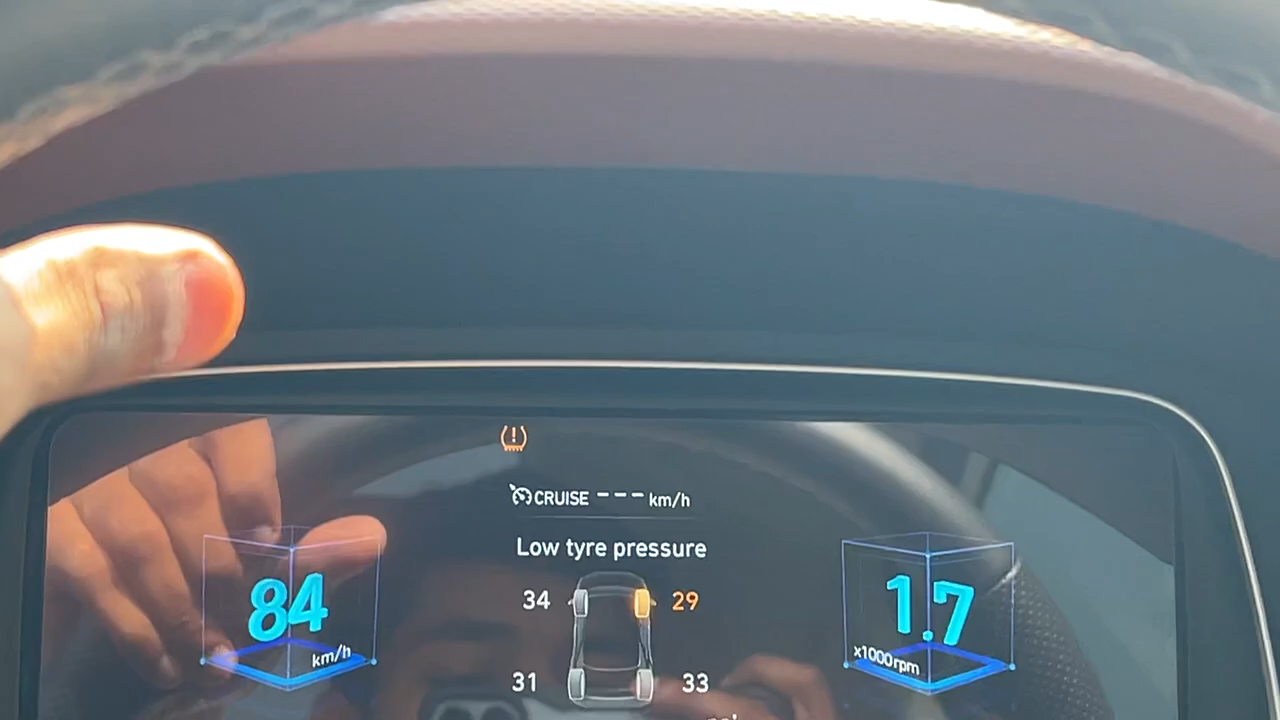 CRUISE --- km/h
Low tyre pressure
34 29
84
km/h
1.7
x1000rpm
31 33